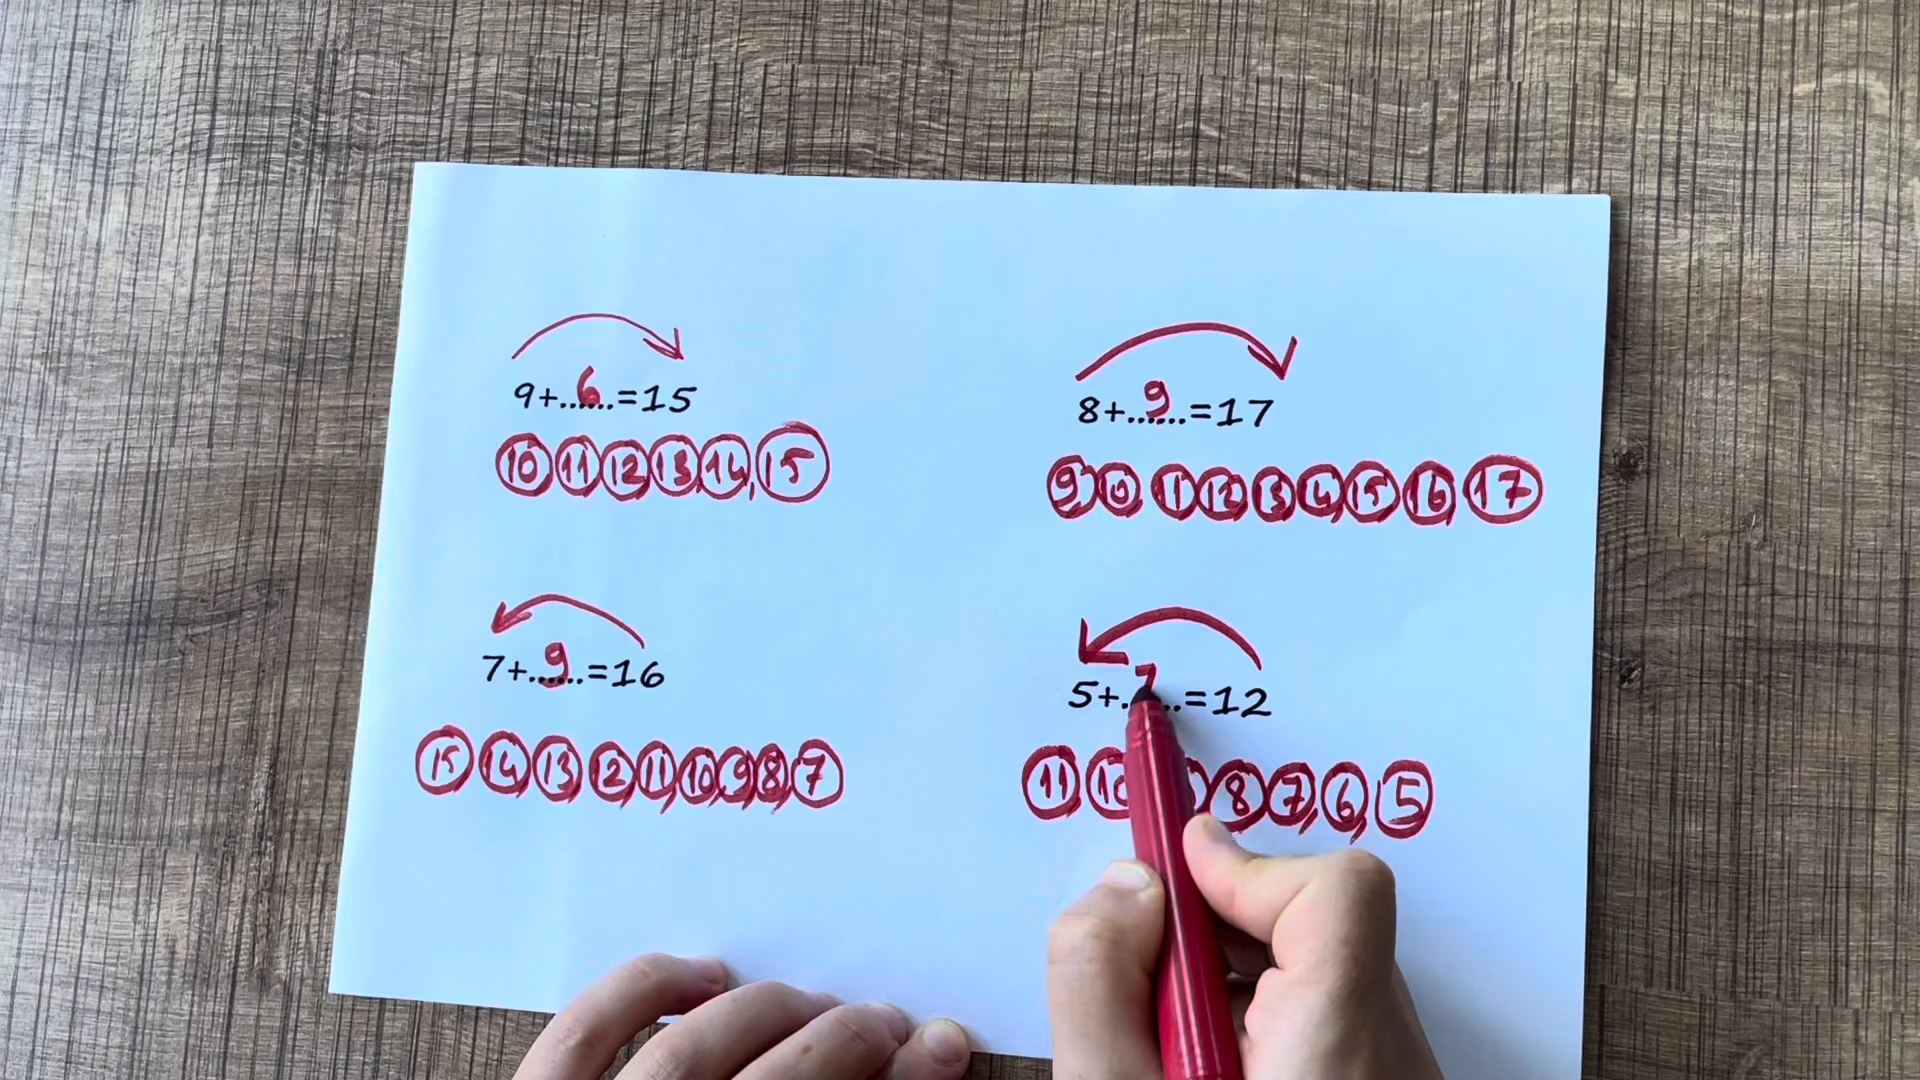 9+...6...=15
10 11 12 13, 14, 15
8+...9...=17
9 10 11 12 13 14 15 16 17
7+...9...=16
15 14 13 12 11 10 9 8 7
5+...7...=12
11 8 7, 6, 5